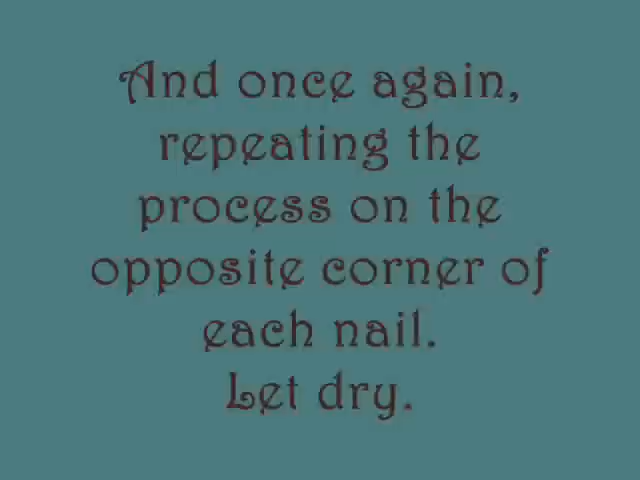 And once again,
repeating the
process on the
opposite corner of
each nail.
Let dry.